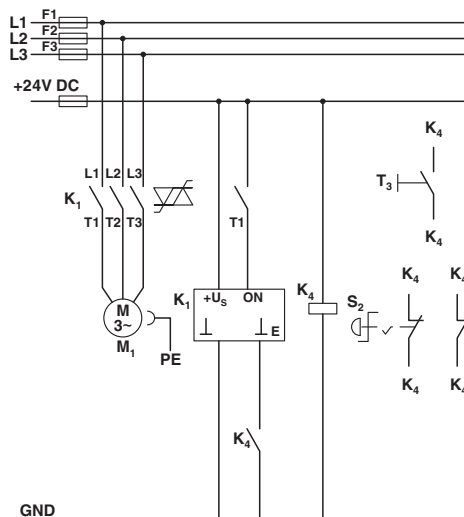 L1 F1
L2 F2
L3 F3
+24V DC
L1 L2 L3
K1
T1 T2 T3
T1
K4
T3
K4
K1 +US ON
E
K4
S2
K4 K4
M
3~
M1
PE
K4 K4
K4
GND